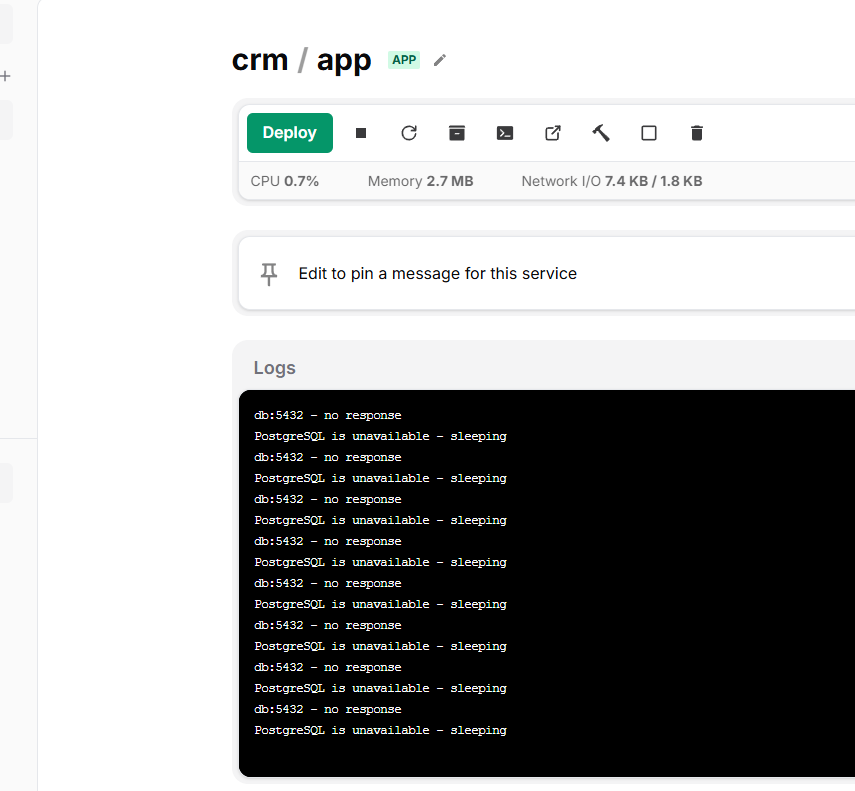 crm / app APP
Deploy
CPU 0.7% Memory 2.7 MB Network I/O 7.4 KB / 1.8 KB
Edit to pin a message for this service
Logs
db:5432 - no response
PostgreSQL is unavailable - sleeping
db:5432 - no response
PostgreSQL is unavailable - sleeping
db:5432 - no response
PostgreSQL is unavailable - sleeping
db:5432 - no response
PostgreSQL is unavailable - sleeping
db:5432 - no response
PostgreSQL is unavailable - sleeping
db:5432 - no response
PostgreSQL is unavailable - sleeping
db:5432 - no response
PostgreSQL is unavailable - sleeping
db:5432 - no response
PostgreSQL is unavailable - sleeping